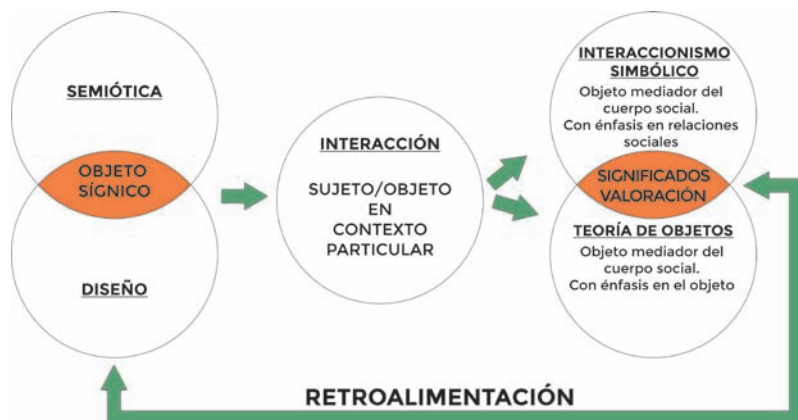 SEMIÓTICA
OBJETO
SÍGNICO
DISEÑO
INTERACCIÓN
SUJETO/OBJETO
EN
CONTEXTO
PARTICULAR
INTERACCIONISMO
SIMBÓLICO
Objeto mediador del
cuerpo social.
Con énfasis en relaciones
sociales
SIGNIFICADOS
VALORACIÓN
TEORÍA DE OBJETOS
Objeto mediador del
cuerpo social.
Con énfasis en el objeto
RETROALIMENTACIÓN